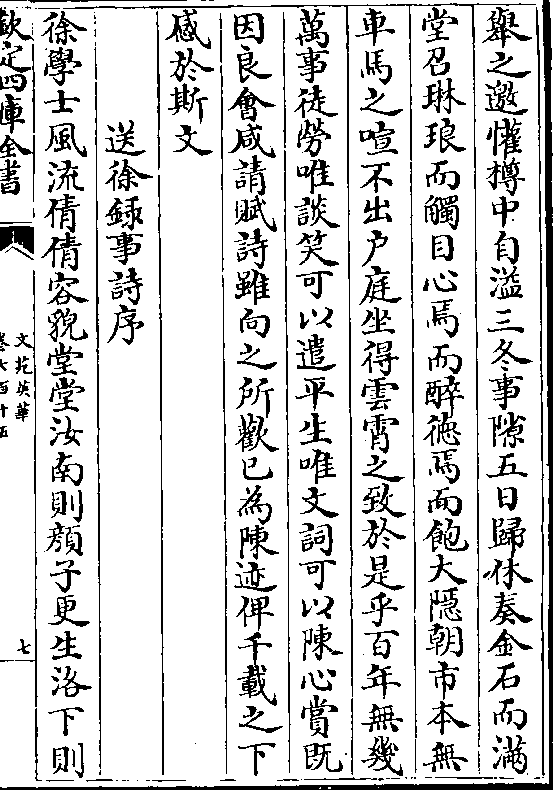 舉之邀懽樽中自溢三冬事隙五日歸休奏金石而滿
堂召琳琅而觸目心焉而醉德焉而飽大隱朝市本無
車馬之喧不出户庭坐得雲霄之致於是乎百年無幾
萬事徒勞唯談笑可以遣平生唯文詞可以陳心賞既
因良會咸請賦詩雖向之所歡已為陳迹俾千載之下
感於斯文
送徐録事詩序
徐學士風流倩倩容貌堂堂汝南則顔子更生洛下則
欽定四庫全書
文苑英華
卷六百十五
七